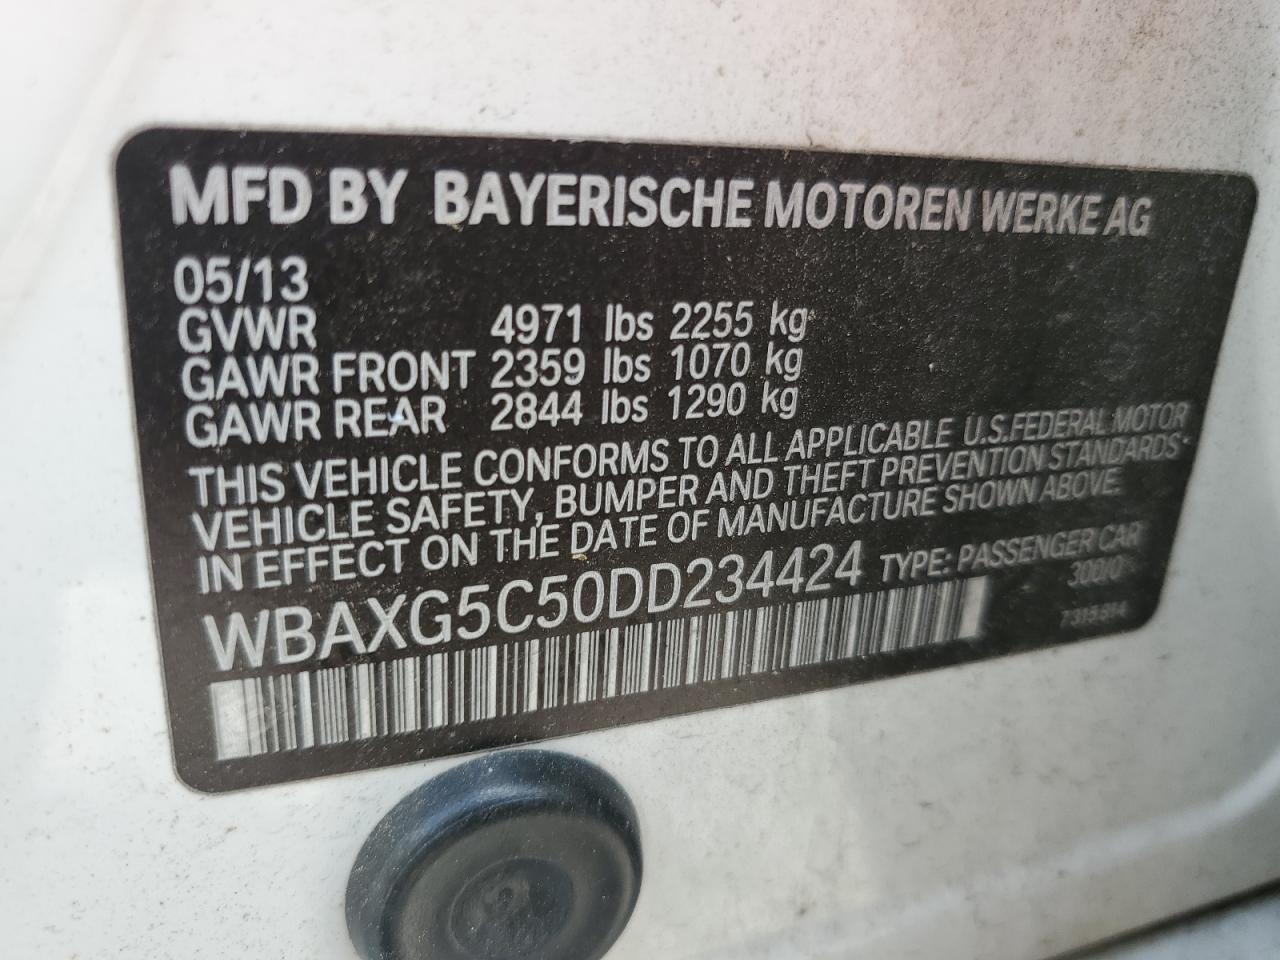 MFD BY BAYERISCHE MOTOREN WERKE AG
05/13
GVWR 4971 lbs 2255 kg
GAWR FRONT 2359 lbs 1070 kg
GAWR REAR 2844 lbs 1290 kg
THIS VEHICLE CONFORMS TO ALL APPLICABLE U.S.FEDERAL MOTOR
VEHICLE SAFETY, BUMPER AND THEFT PREVENTION STANDARDS
IN EFFECT ON THE DATE OF MANUFACTURE SHOWN ABOVE.
WBAXG5C50DD234424 TYPE: PASSENGER CAR
300/0